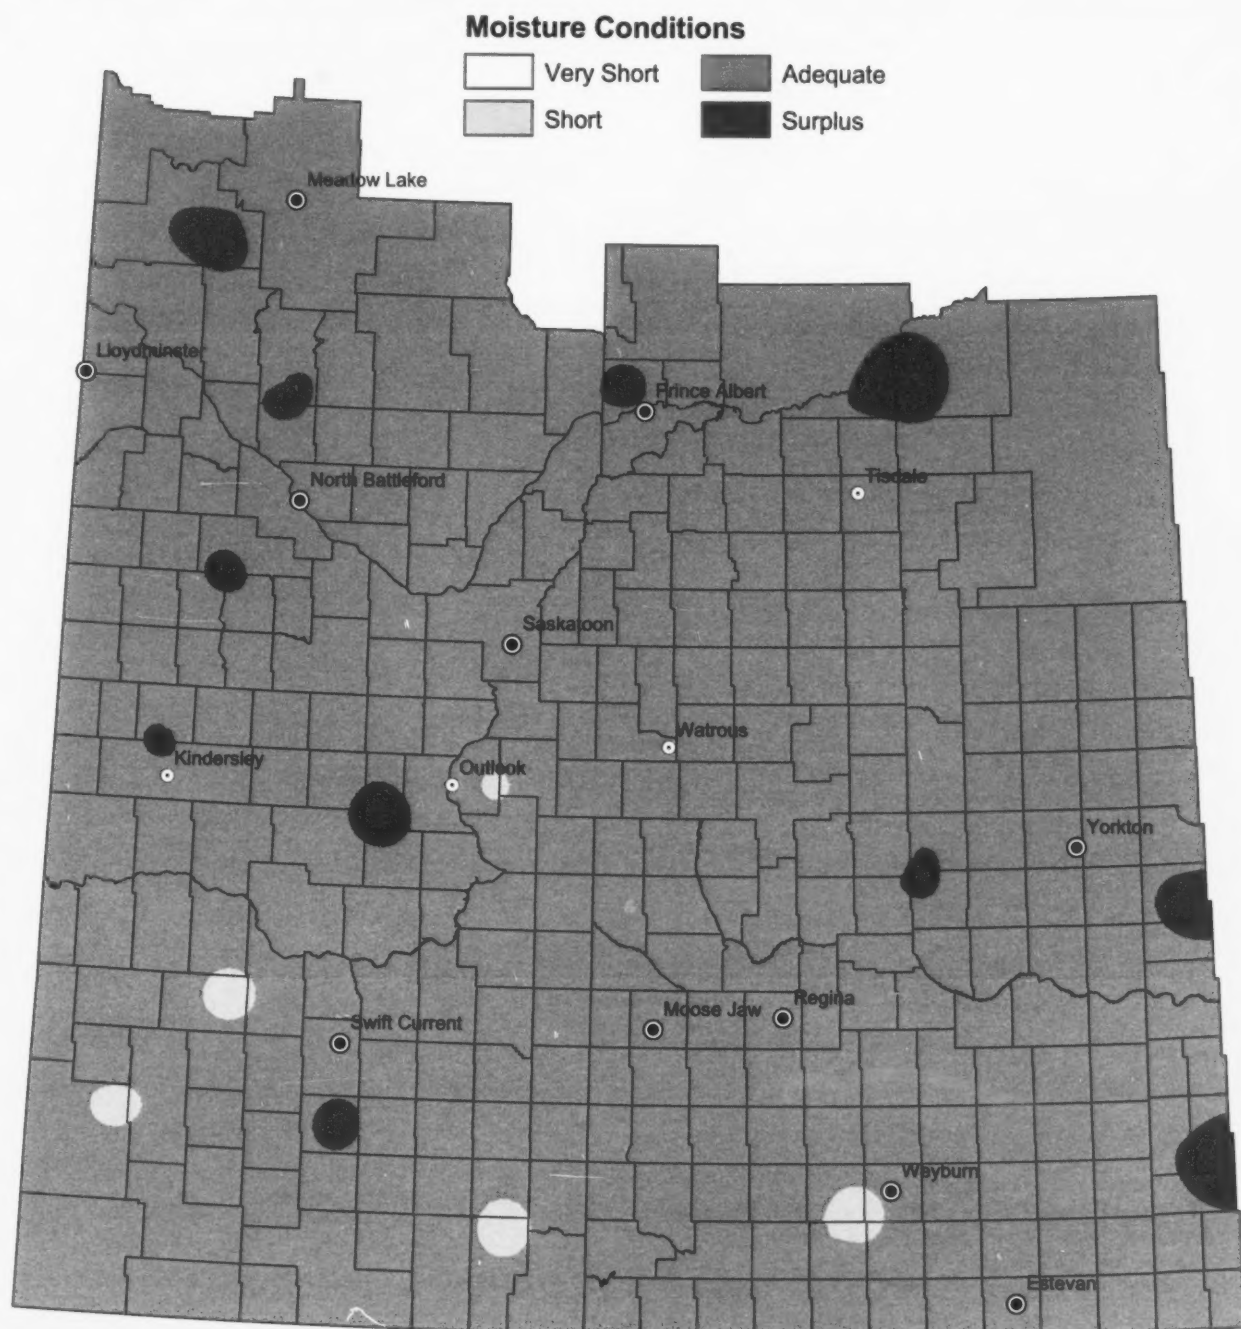 Moisture Conditions
Very Short
Adequate
Short
Surplus
Meadow Lake
Lloydminster
Prince Albert
Tisdale
North Battleford
Saskatoon
Watrous
Kindersley
Outlook
Yorkton
Regina
Moose Jaw
Swift Current
Weyburn
Estevan